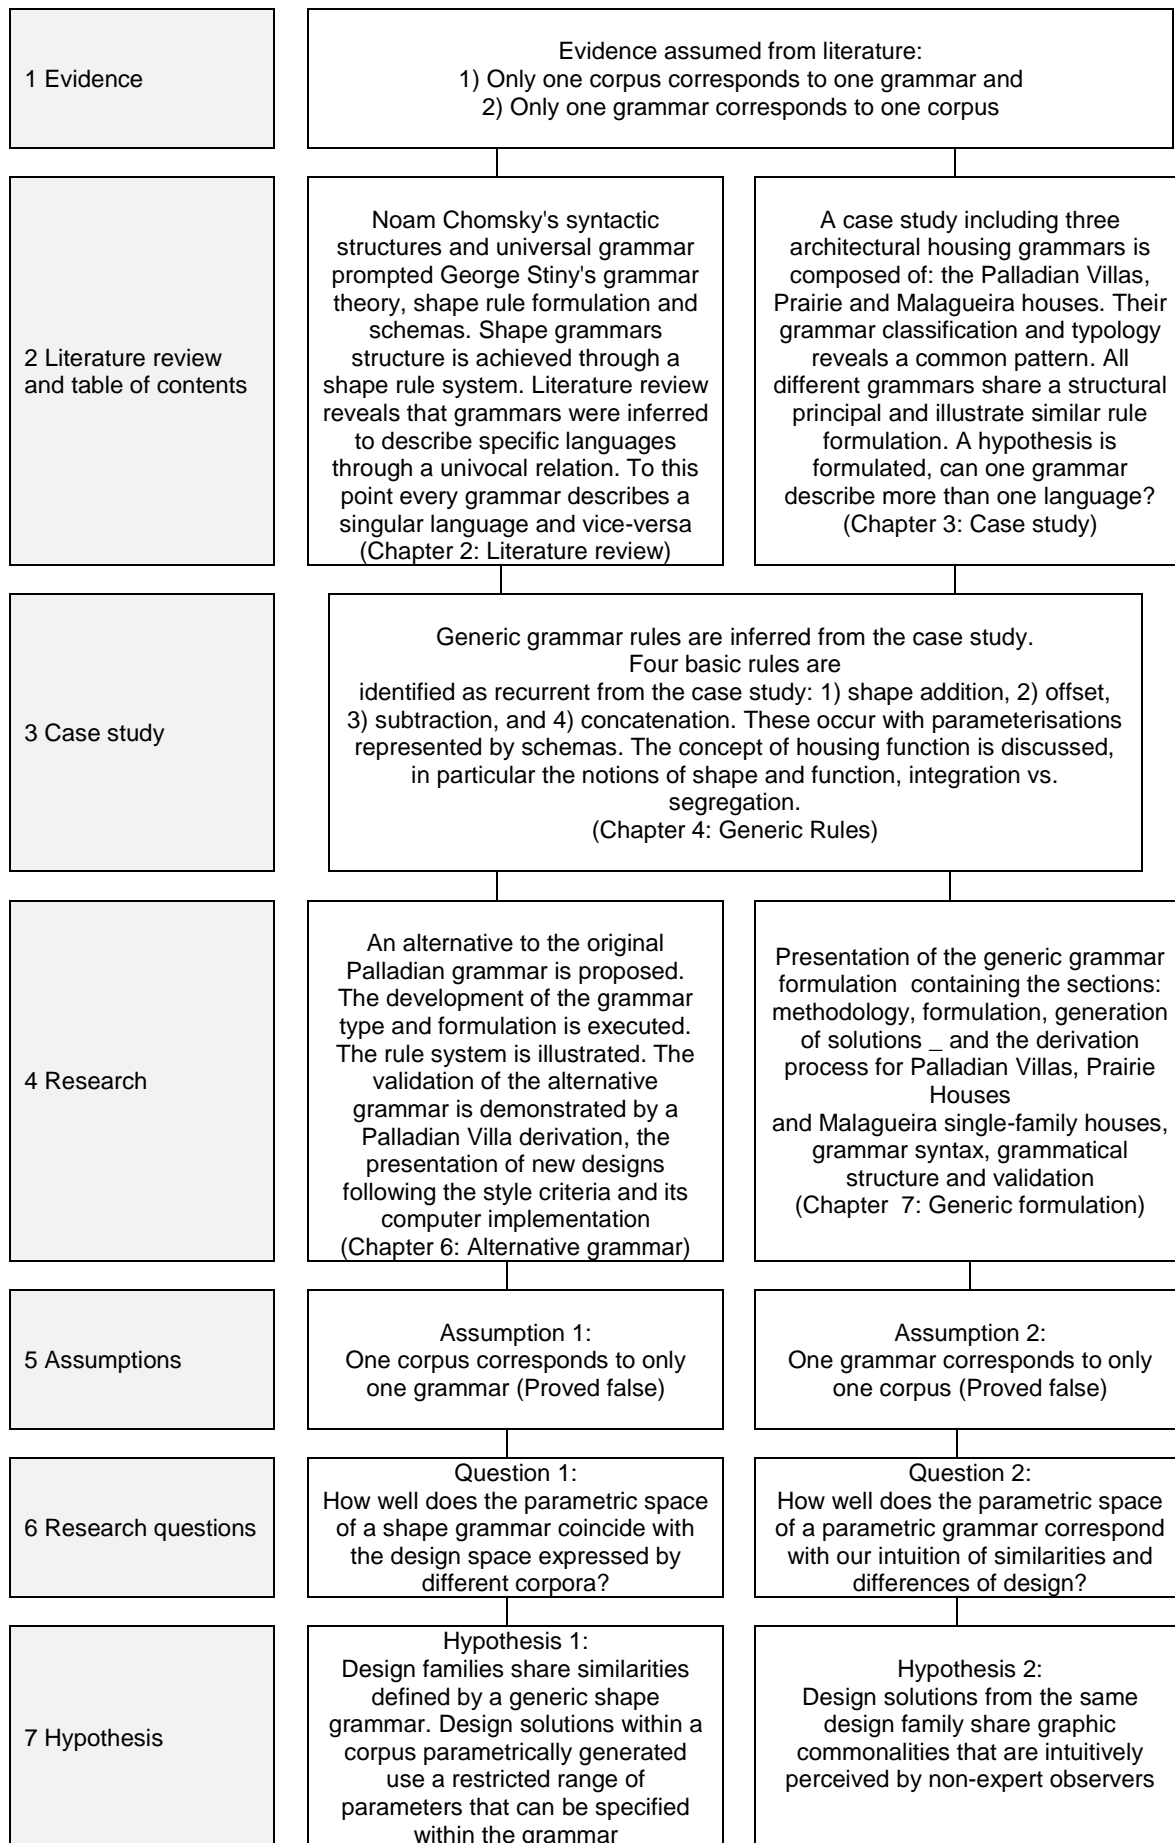 1 Evidence
Evidence assumed from literature:
1) Only one corpus corresponds to one grammar and
2) Only one grammar corresponds to one corpus
2 Literature review
and table of contents
Noam Chomsky's syntactic
structures and universal grammar
prompted George Stiny's grammar
theory, shape rule formulation and
schemas. Shape grammars
structure is achieved through a
shape rule system. Literature review
reveals that grammars were inferred
to describe specific languages
through a univocal relation. To this
point every grammar describes a
singular language and vice-versa
(Chapter 2: Literature review)
A case study including three
architectural housing grammars is
composed of: the Palladian Villas,
Prairie and Malagueira houses. Their
grammar classification and typology
reveals a common pattern. All
different grammars share a structural
principal and illustrate similar rule
formulation. A hypothesis is
formulated, can one grammar
describe more than one language?
(Chapter 3: Case study)
3 Case study
Generic grammar rules are inferred from the case study.
Four basic rules are
identified as recurrent from the case study: 1) shape addition, 2) offset,
3) subtraction, and 4) concatenation. These occur with parameterisations
represented by schemas. The concept of housing function is discussed,
in particular the notions of shape and function, integration vs.
segregation.
(Chapter 4: Generic Rules)
4 Research
An alternative to the original
Palladian grammar is proposed.
The development of the grammar
type and formulation is executed.
The rule system is illustrated. The
validation of the alternative
grammar is demonstrated by a
Palladian Villa derivation, the
presentation of new designs
following the style criteria and its
computer implementation
(Chapter 6: Alternative grammar)
Presentation of the generic grammar
formulation containing the sections:
methodology, formulation, generation
of solutions _ and the derivation
process for Palladian Villas, Prairie
Houses
and Malagueira single-family houses,
grammar syntax, grammatical
structure and validation
(Chapter 7: Generic formulation)
5 Assumptions
Assumption 1:
One corpus corresponds to only
one grammar (Proved false)
Assumption 2:
One grammar corresponds to only
one corpus (Proved false)
6 Research questions
Question 1:
How well does the parametric space
of a shape grammar coincide with
the design space expressed by
different corpora?
Question 2:
How well does the parametric space
of a parametric grammar correspond
with our intuition of similarities and
differences of design?
7 Hypothesis
Hypothesis 1:
Design families share similarities
defined by a generic shape
grammar. Design solutions within a
corpus parametrically generated
use a restricted range of
parameters that can be specified
within the grammar
Hypothesis 2:
Design solutions from the same
design family share graphic
commonalities that are intuitively
perceived by non-expert observers